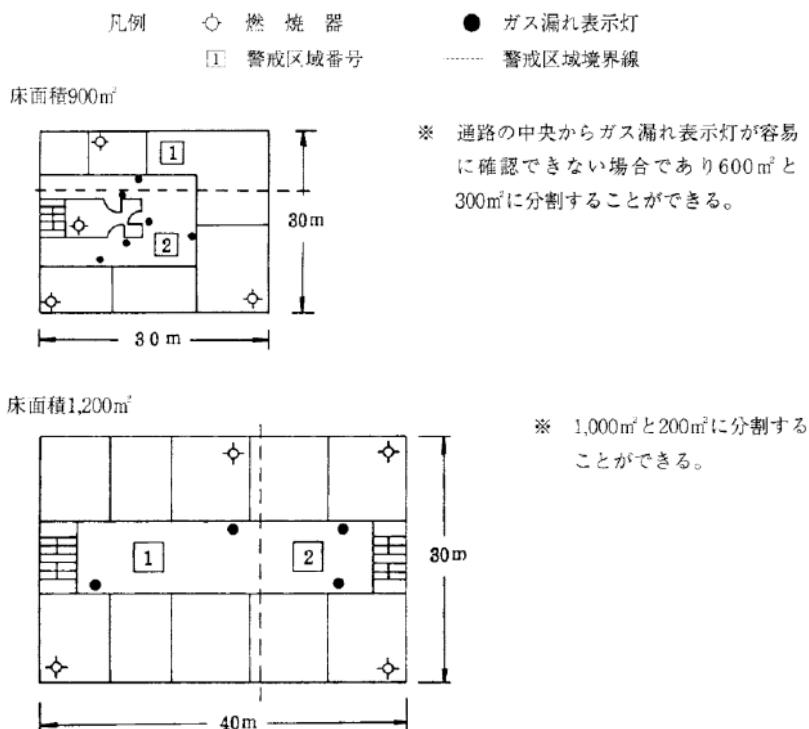 凡例 燃焼器 ガス漏れ表示灯
1 警戒区域番号 警戒区域境界線
床面積900㎡
※ 通路の中央からガス漏れ表示灯が容易
に確認できない場合であり600㎡と
300㎡に分割することができる。
1
30m
2
30m
床面積1,200㎡
※ 1,000㎡と200㎡に分割する
ことができる。
1
2
30m
40m